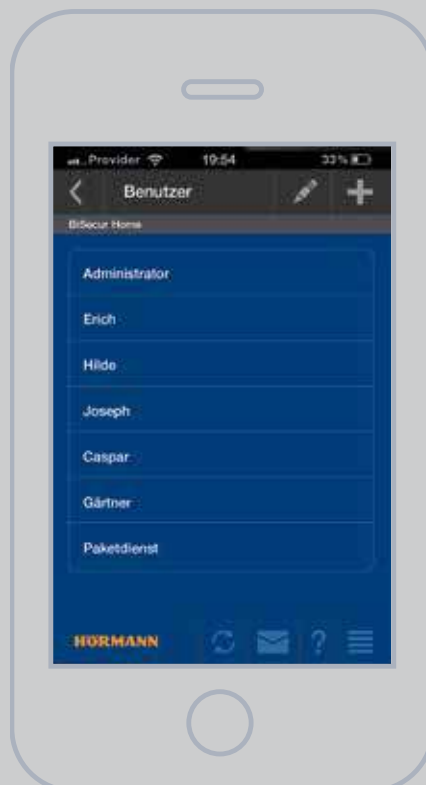 Provider 19:54 33%
Benutzer
BiSecur Home
Administrator
Erich
Hilde
Joseph
Caspar
Gärtner
Paketdienst
HÖRMANN
?